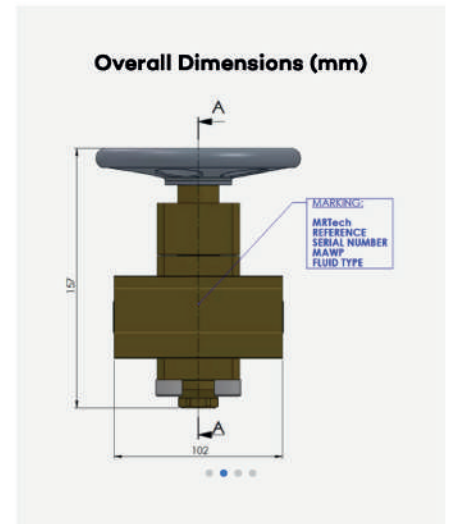 Overall Dimensions (mm)
A
MARKING:
MRTech
REFERENCE
SERIAL NUMBER
MAWP
FLUID TYPE
157
A
102